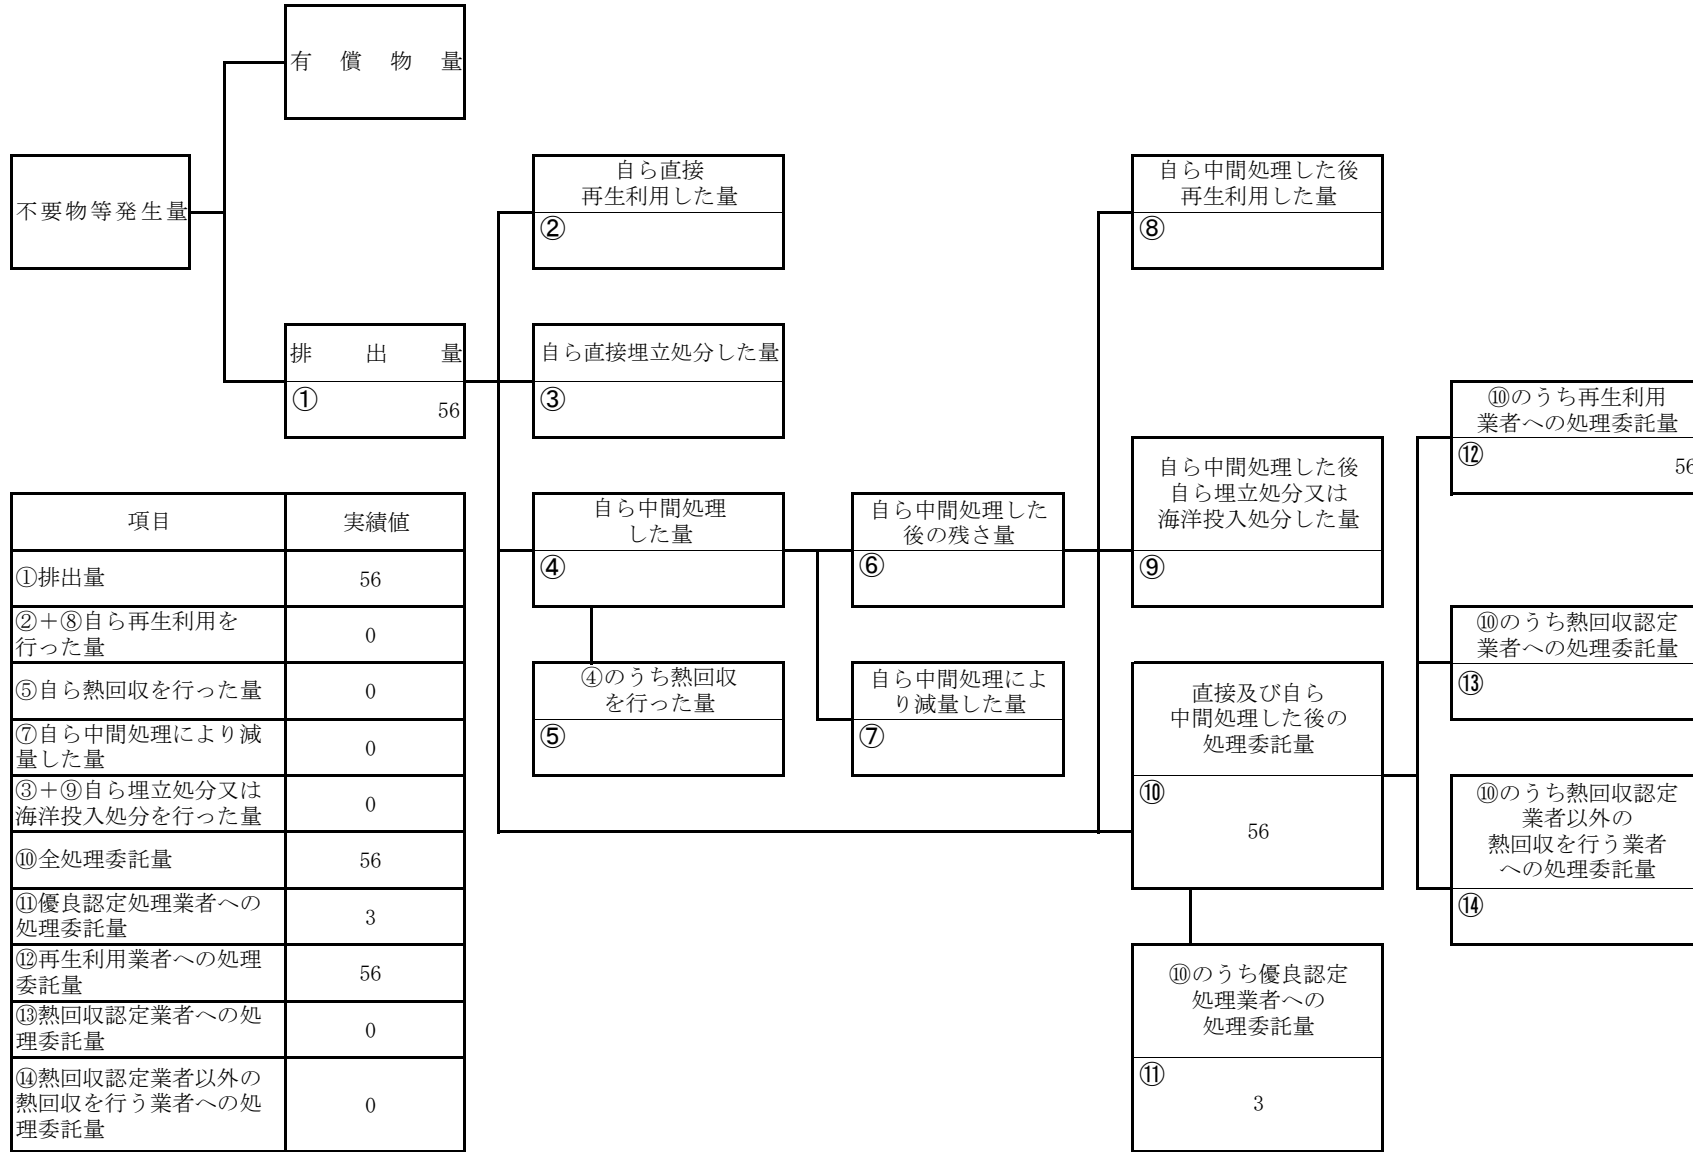 有償物量
不要物等発生量
自ら直接
再生利用した量
②
自ら中間処理した後
再生利用した量
⑧
排出量
①
56
自ら直接埋立処分した量
③
⑩のうち再生利用
業者への処理委託量
⑫
56
自ら中間処理した後
自ら埋立処分又は
海洋投入処分した量
⑨
自ら中間処理
した量
④
自ら中間処理した
後の残さ量
⑥
⑩のうち熱回収認定
業者への処理委託量
⑬
④のうち熱回収
を行った量
⑤
自ら中間処理によ
り減量した量
⑦
直接及び自ら
中間処理した後の
処理委託量
⑩
56
⑩のうち熱回収認定
業者以外の
熱回収を行う業者
への処理委託量
⑭
⑩のうち優良認定
処理業者への
処理委託量
⑪
3
項目 実績値
①排出量 56
②＋⑧自ら再生利用を
行った量 0
⑤自ら熱回収を行った量 0
⑦自ら中間処理により減
量した量 0
③＋⑨自ら埋立処分又は
海洋投入処分を行った量 0
⑩全処理委託量 56
⑪優良認定処理業者への
処理委託量 3
⑫再生利用業者への処理
委託量 56
⑬熱回収認定業者への処
理委託量 0
⑭熱回収認定業者以外の
熱回収を行う業者への処
理委託量 0